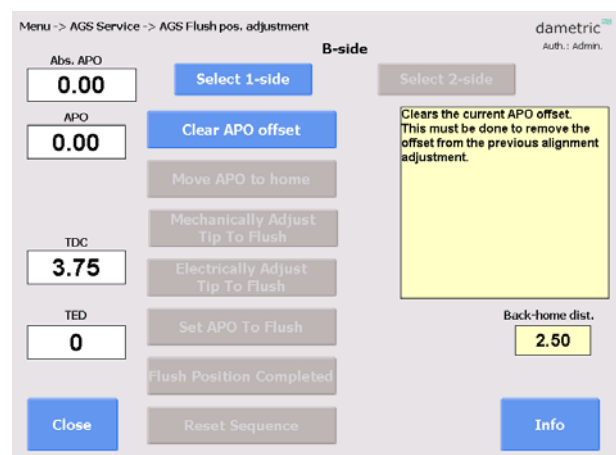 Menu -> AGS Service -> AGS Flush pos. adjustment
dametric
B-side
Auth.: Admin.
Abs. APO
0.00
Select 1-side
Select 2-side
APO
0.00
Clear APO offset
Clears the current APO offset.
This must be done to remove the
offset from the previous alignment
adjustment.
Move APO to home
Mechanically Adjust
Tip To Flush
TDC
3.75
Electrically Adjust
Tip To Flush
TED
0
Set APO To Flush
Back-home dist.
2.50
Flush Position Completed
Close
Reset Sequence
Info